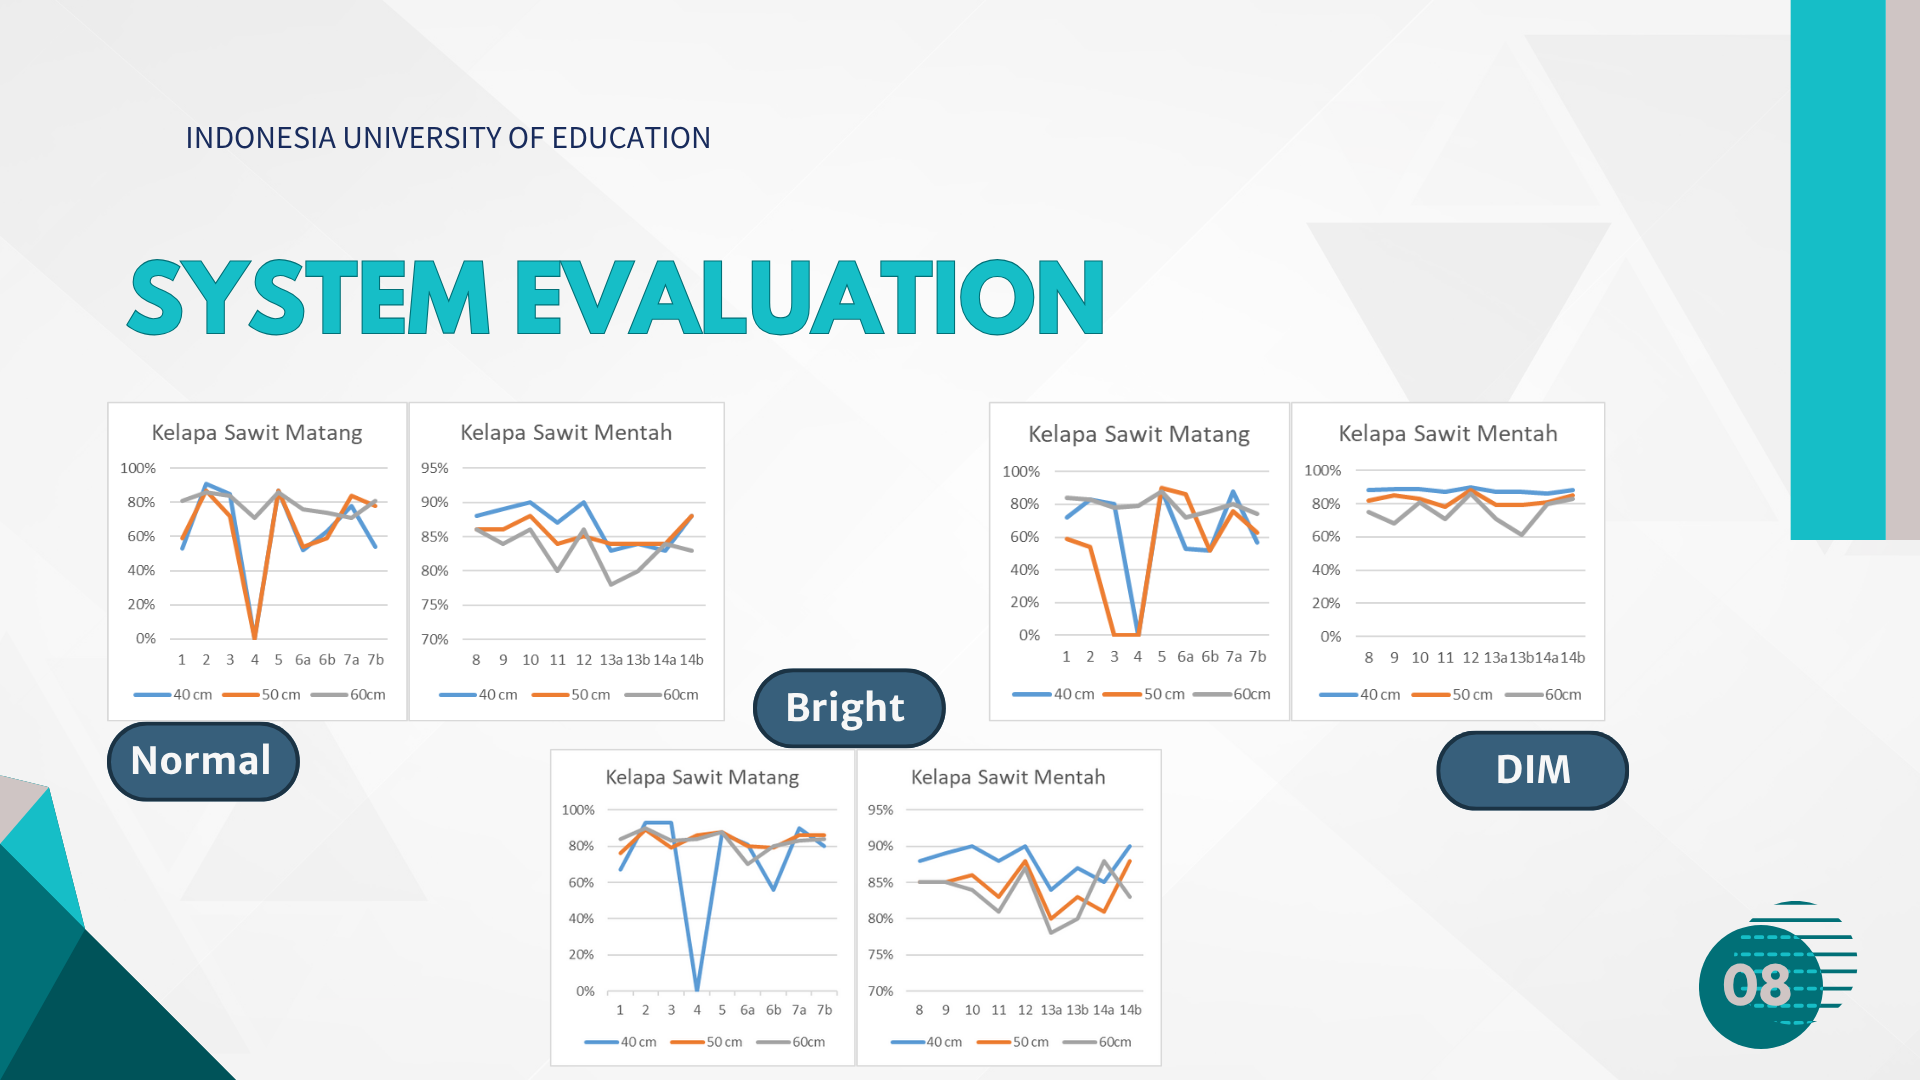 INDONESIA UNIVERSITY OF EDUCATION
SYSTEM EVALUATION
Kelapa Sawit Matang
100%
80%
60%
40%
20%
0%
1 2 3 4 5 6a 6b 7a 7b
40 cm 50 cm 60cm
Kelapa Sawit Mentah
95%
90%
85%
80%
75%
70%
8 9 10 11 12 13a 13b 14a 14b
40 cm 50 cm 60cm
Normal
Kelapa Sawit Matang
100%
80%
60%
40%
20%
0%
1 2 3 4 5 6a 6b 7a 7b
40 cm 50 cm 60cm
Kelapa Sawit Mentah
100%
80%
60%
40%
20%
0%
8 9 10 11 12 13a 13b 14a 14b
40 cm 50 cm 60cm
DIM
Bright
Kelapa Sawit Matang
100%
80%
60%
40%
20%
0%
1 2 3 4 5 6a 6b 7a 7b
40 cm 50 cm 60cm
Kelapa Sawit Mentah
95%
90%
85%
80%
75%
70%
8 9 10 11 12 13a 13b 14a 14b
40 cm 50 cm 60cm
08